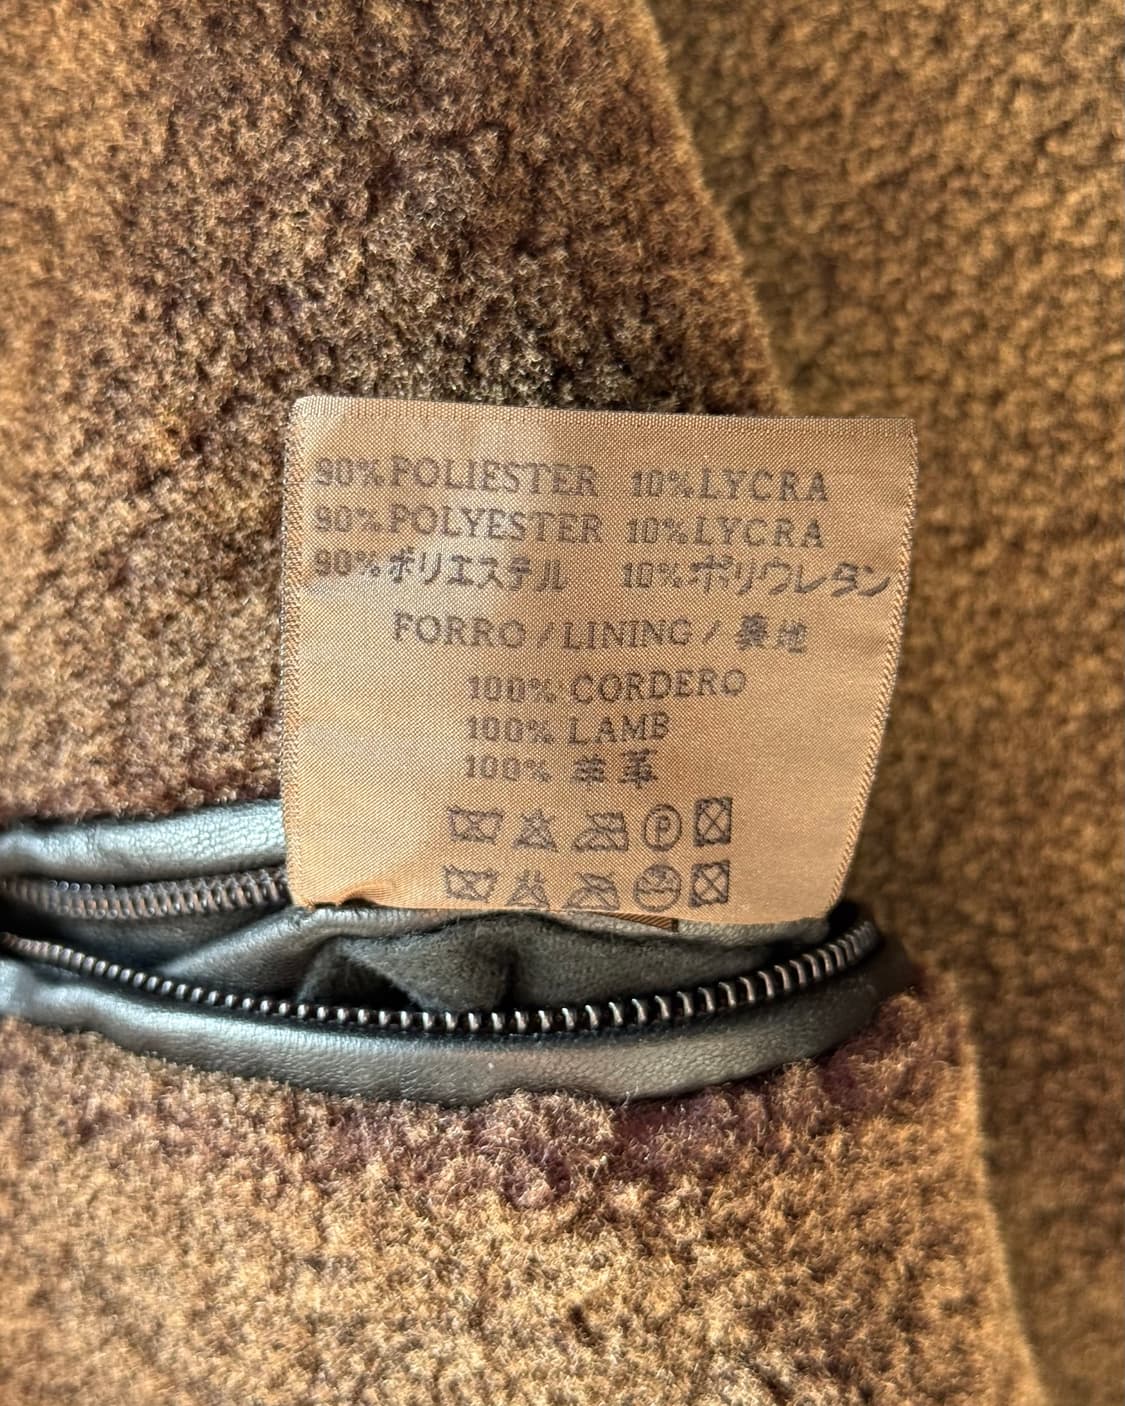 90% POLIESTER 10% LYCRA
90% POLYESTER 10% LYCRA
90% ポリエステル 10% ポリウレタン
FORRO / LINING / 裏地
100% CORDERO
100% LAMB
100% 羊革
P